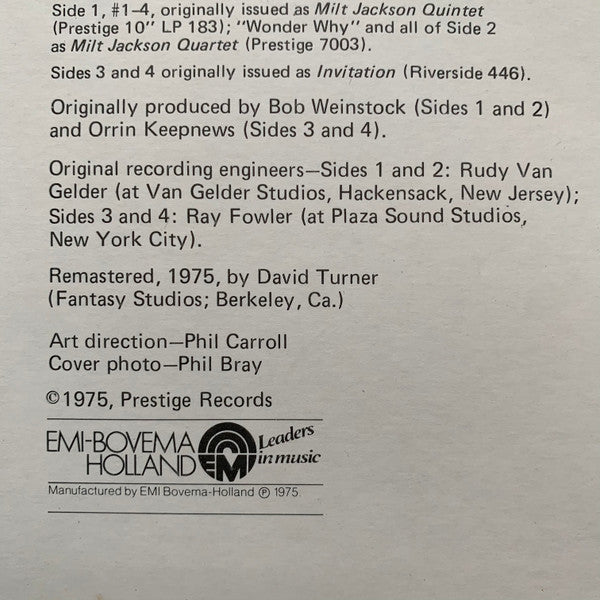 Side 1, #1–4, originally issued as Milt Jackson Quintet
(Prestige 10" LP 183); "Wonder Why" and all of Side 2
as Milt Jackson Quartet (Prestige 7003).
Sides 3 and 4 originally issued as Invitation (Riverside 446).
Originally produced by Bob Weinstock (Sides 1 and 2)
and Orrin Keepnews (Sides 3 and 4).
Original recording engineers—Sides 1 and 2: Rudy Van
Gelder (at Van Gelder Studios, Hackensack, New Jersey);
Sides 3 and 4: Ray Fowler (at Plaza Sound Studios,
New York City).
Remastered, 1975, by David Turner
(Fantasy Studios; Berkeley, Ca.)
Art direction—Phil Carroll
Cover photo—Phil Bray
©1975, Prestige Records
EMI-BOVEMA
HOLLAND
EMI
Leaders
in music
Manufactured by EMI Bovema-Holland ℗ 1975